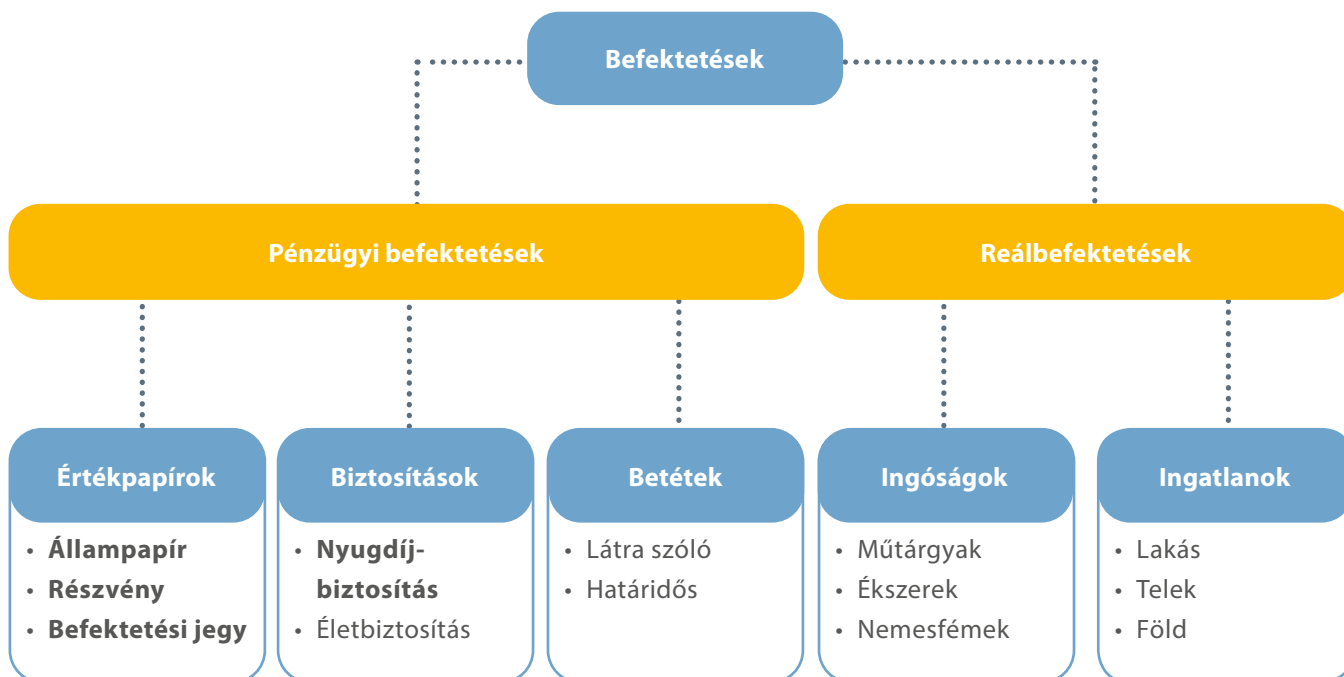 Befektetések
Pénzügyi befektetések
Reálbefektetések
Értékpapírok
• Állampapír
• Részvény
• Befektetési jegy
Biztosítások
• Nyugdíj-
biztosítás
• Életbiztosítás
Betétek
• Látra szóló
• Határidős
Ingóságok
• Műtárgyak
• Ékszerek
• Nemesfémek
Ingatlanok
• Lakás
• Telek
• Föld